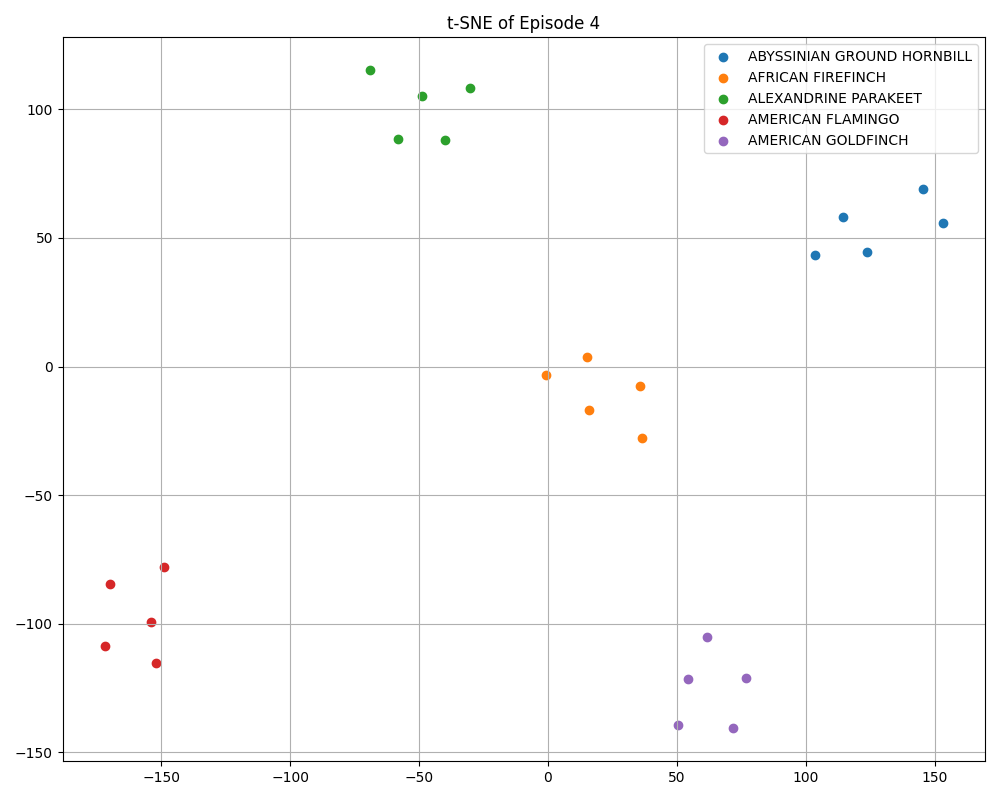 t-SNE of Episode 4
ABYSSINIAN GROUND HORNBILL
AFRICAN FIREFINCH
ALEXANDRINE PARAKEET
AMERICAN FLAMINGO
AMERICAN GOLDFINCH
100
50
0
−50
−100
−150
−150
−100
−50
0
50
100
150